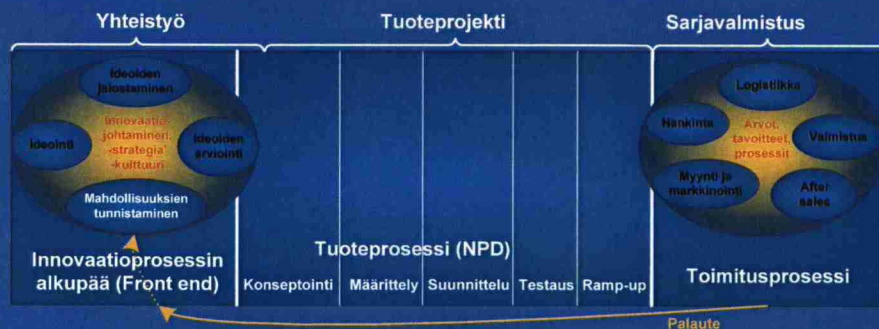 Yhteistyö
Tuoteprojekti
Sarjavalmistus
Ideoiden
jalostaminen
Ideointi
Innovaatio-
johtaminen,
-strategia,
-kulttuuri
Ideoiden
arviointi
Mahdollisuuksien
tunnistaminen
Innovaatioprosessin
alkupää (Front end)
Tuoteprosessi (NPD)
Konseptointi
Määrittely
Suunnittelu
Testaus
Ramp-up
Logistiikka
Hankinta
Arvot,
tavoitteet,
prosessit
Valmistus
Myynti ja
markkinointi
After
sales
Toimitusprosessi
Palaute